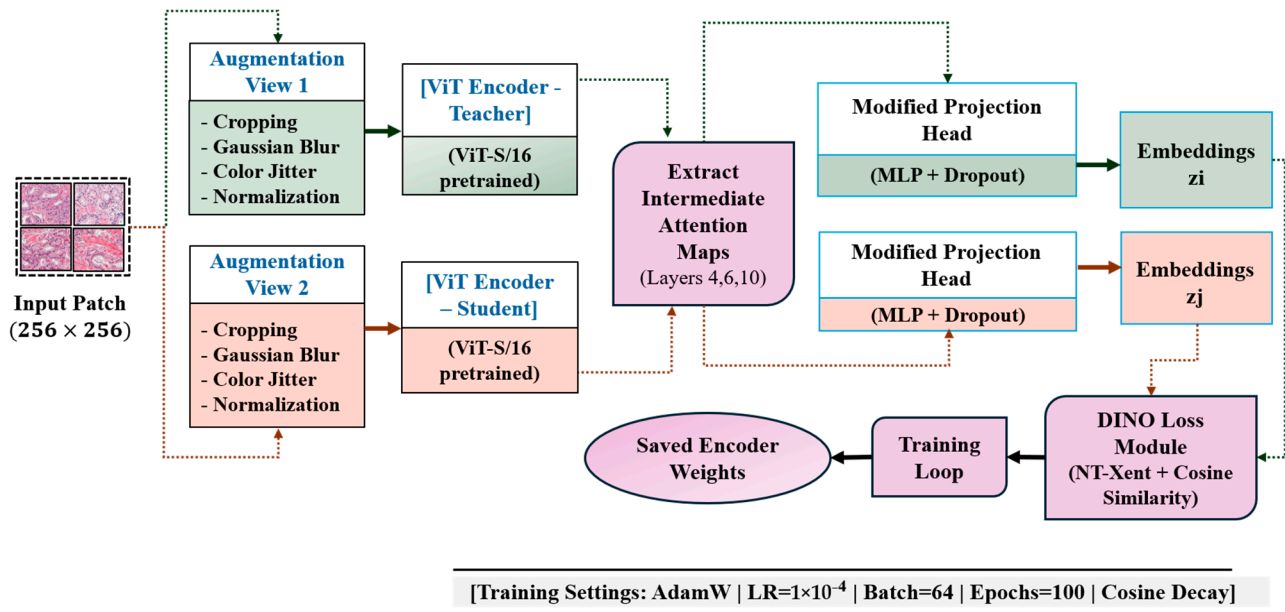 Input Patch
(256 × 256)
Augmentation
View 1
- Cropping
- Gaussian Blur
- Color Jitter
- Normalization
[ViT Encoder -
Teacher]
(ViT-S/16
pretrained)
Augmentation
View 2
- Cropping
- Gaussian Blur
- Color Jitter
- Normalization
[ViT Encoder
– Student]
(ViT-S/16
pretrained)
Extract
Intermediate
Attention
Maps
(Layers 4,6,10)
Modified Projection
Head
(MLP + Dropout)
Embeddings
zi
Modified Projection
Head
(MLP + Dropout)
Embeddings
zj
DINO Loss
Module
(NT-Xent + Cosine
Similarity)
Training
Loop
Saved Encoder
Weights
[Training Settings: AdamW | LR=1×10⁻⁴ | Batch=64 | Epochs=100 | Cosine Decay]